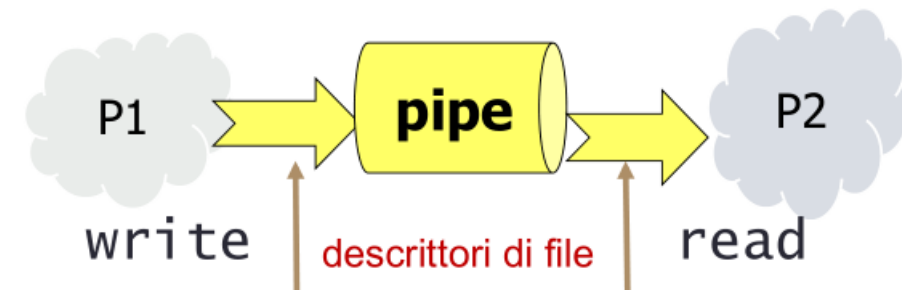 P1
pipe
P2
write
descrittori di file
read